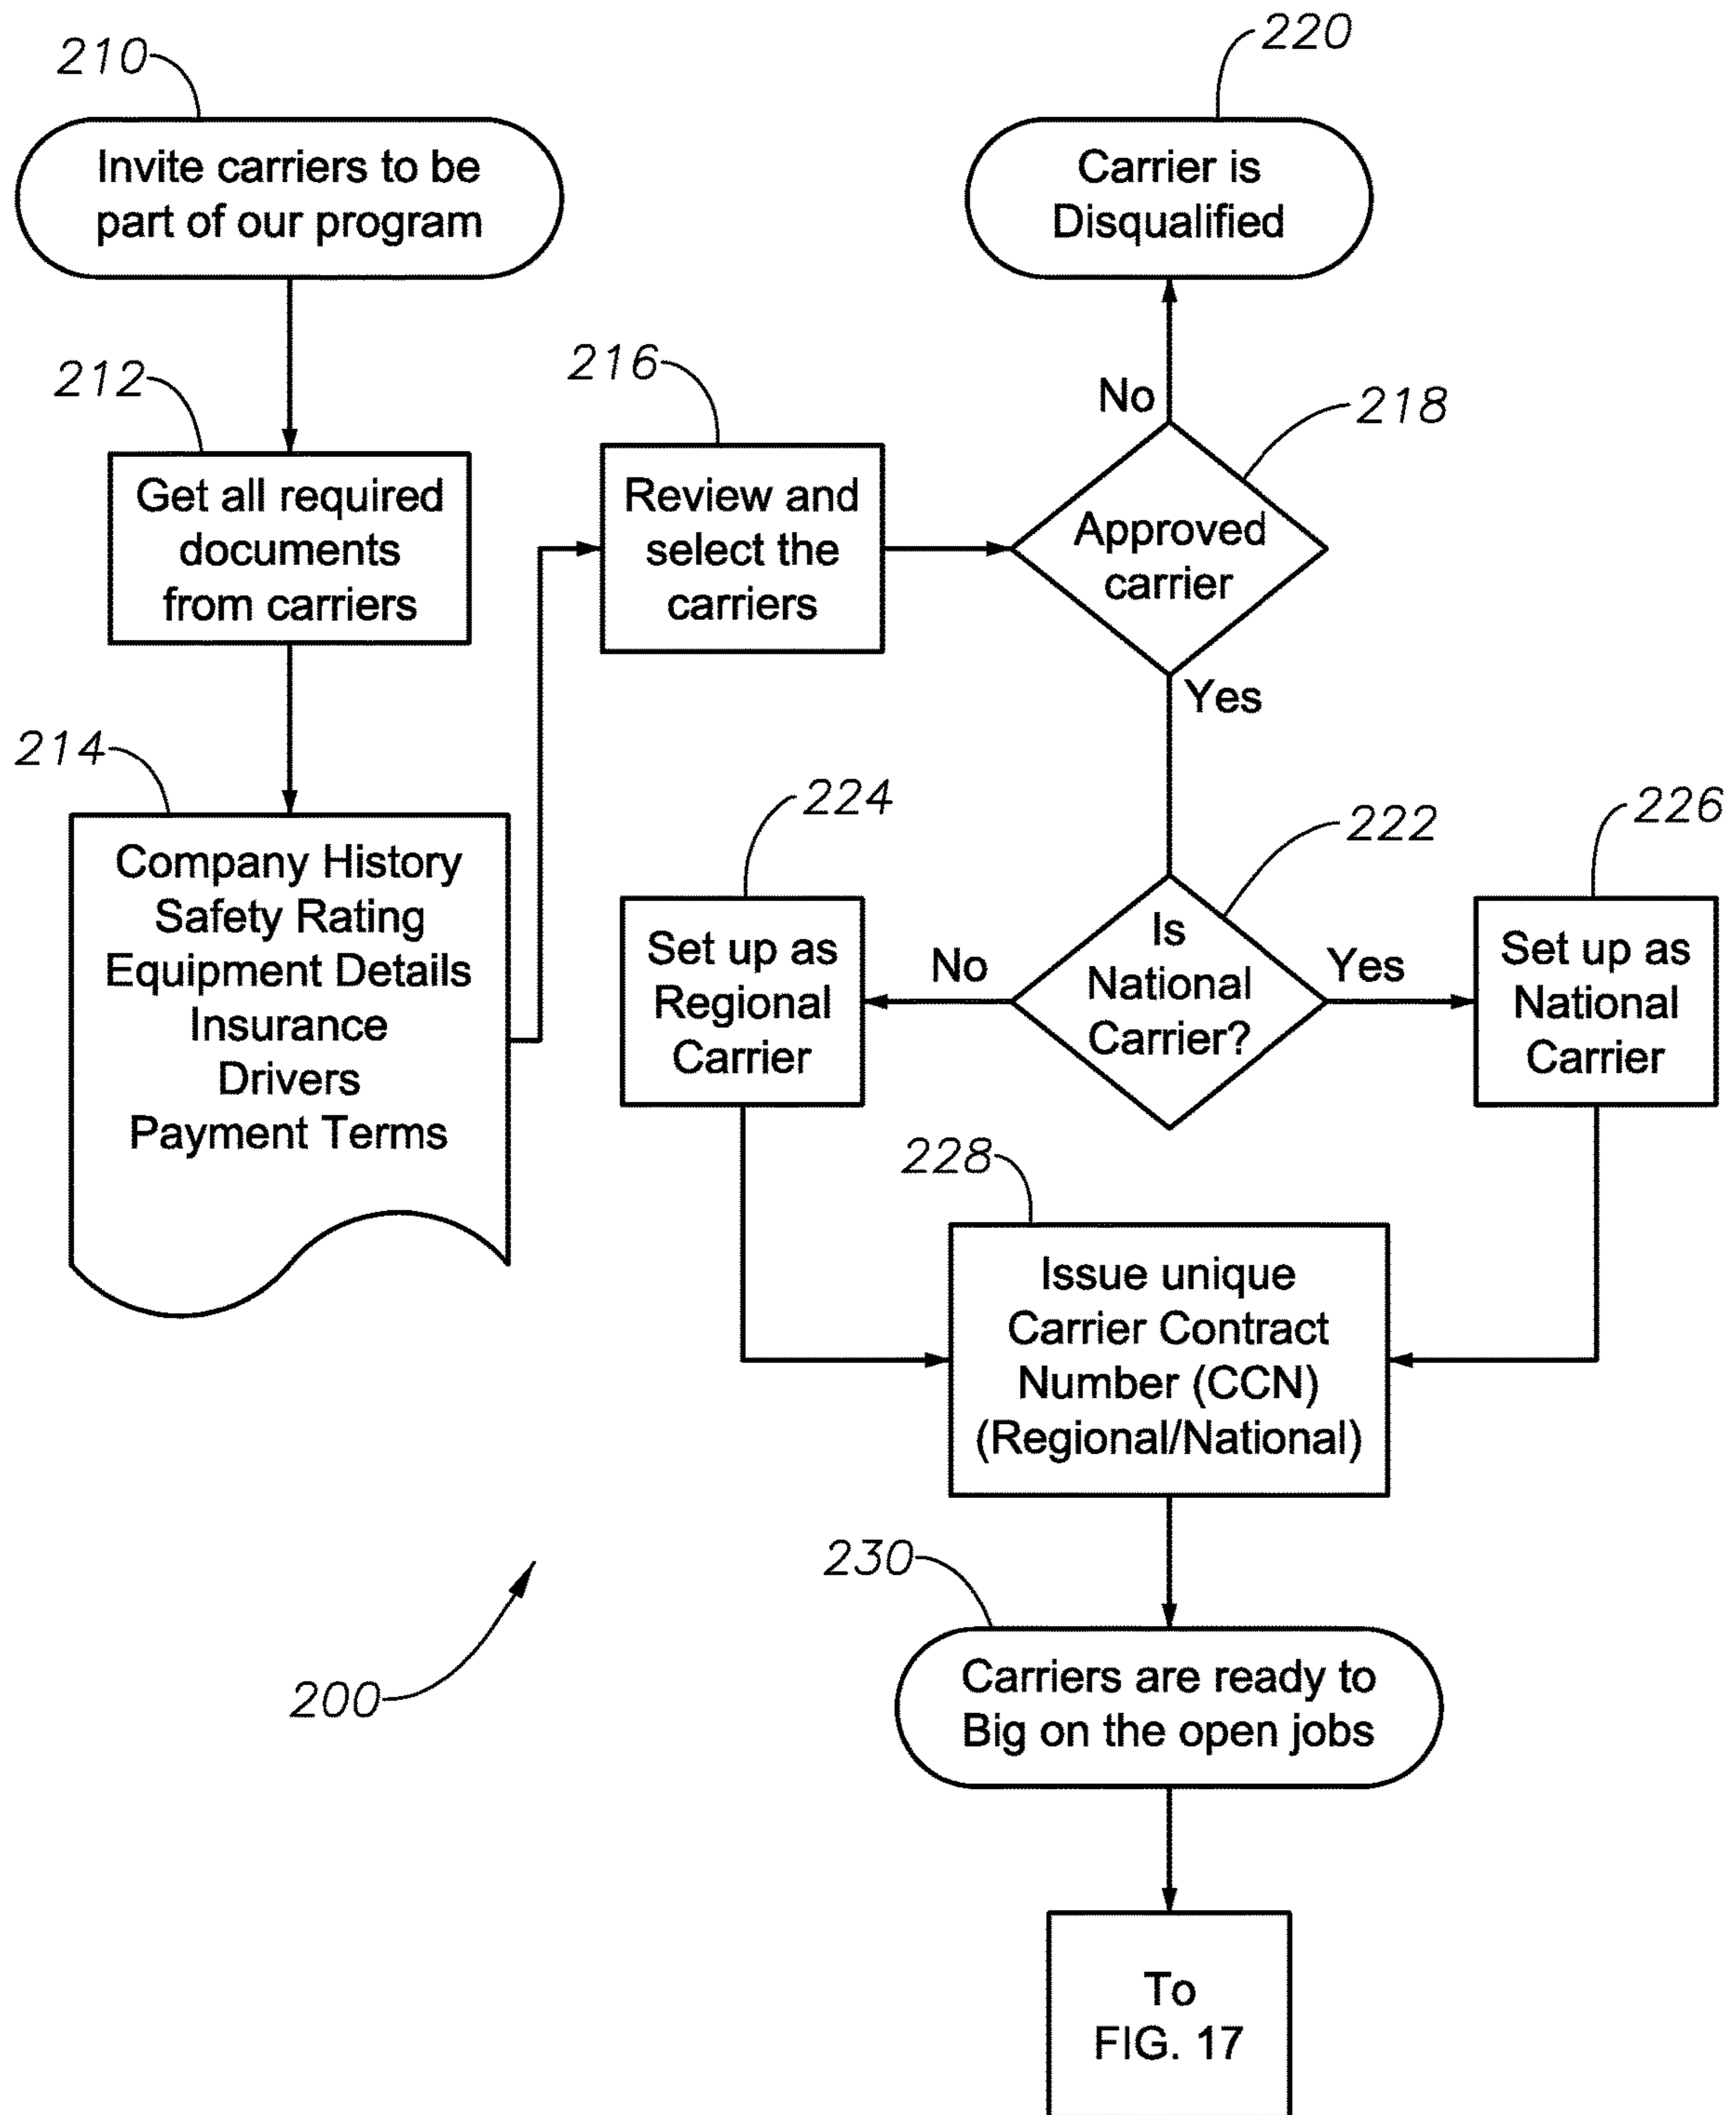 210
Invite carriers to be
part of our program
212
Get all required
documents
from carriers
214
Company History
Safety Rating
Equipment Details
Insurance
Drivers
Payment Terms
216
Review and
select the
carriers
218
Approved
carrier
No
220
Carrier is
Disqualified
Yes
222
Is
National
Carrier?
No
224
Set up as
Regional
Carrier
Yes
226
Set up as
National
Carrier
228
Issue unique
Carrier Contract
Number (CCN)
(Regional/National)
230
Carriers are ready to
Big on the open jobs
To
FIG. 17
200